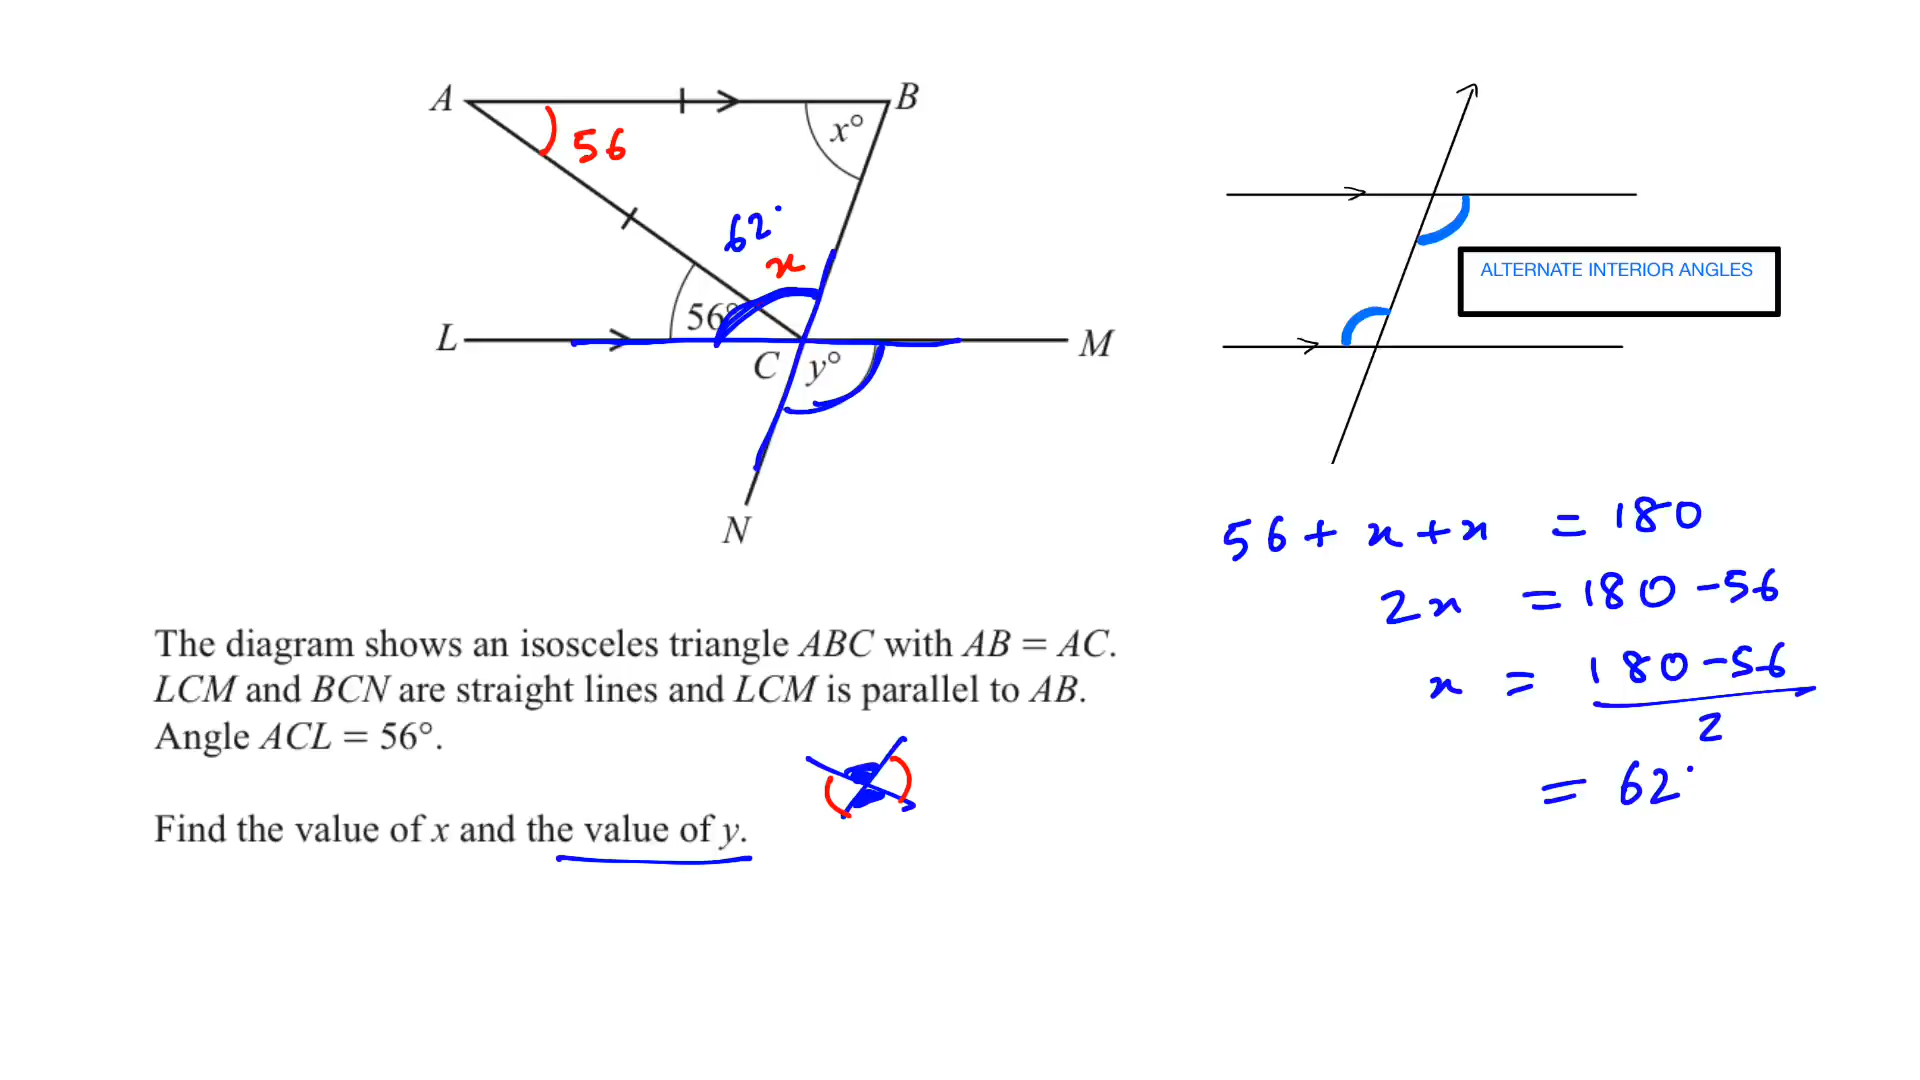 A
B
x°
56
62°
x
56°
L
M
C
y°
N
ALTERNATE INTERIOR ANGLES
56 + x + x = 180
2x = 180 - 56
x = 180 - 56
2
= 62°
The diagram shows an isosceles triangle ABC with AB = AC.
LCM and BCN are straight lines and LCM is parallel to AB.
Angle ACL = 56°.
Find the value of x and the value of y.